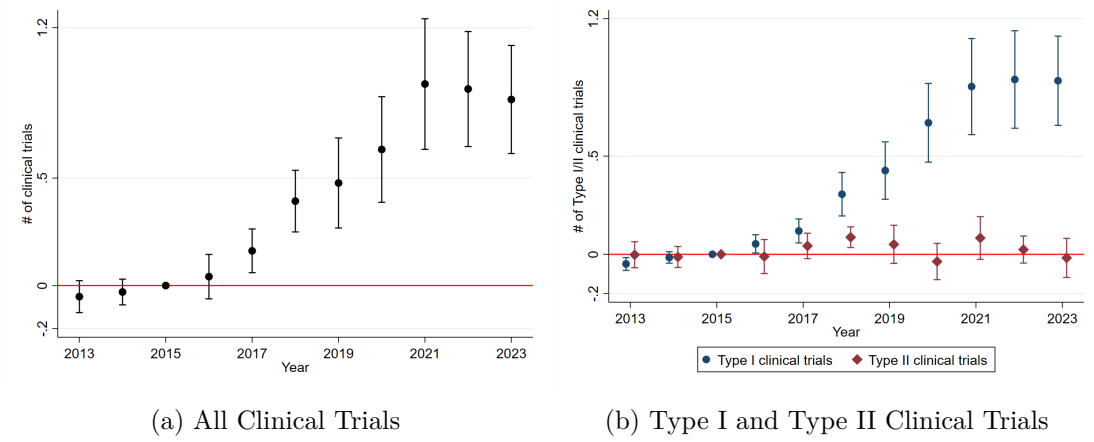 # of clinical trials
1.2
.5
0
-.2
2013 2015 2017 2019 2021 2023
Year
(a) All Clinical Trials
# of Type I/II clinical trials
1.2
.5
0
-.2
2013 2015 2017 2019 2021 2023
Year
Type I clinical trials Type II clinical trials
(b) Type I and Type II Clinical Trials